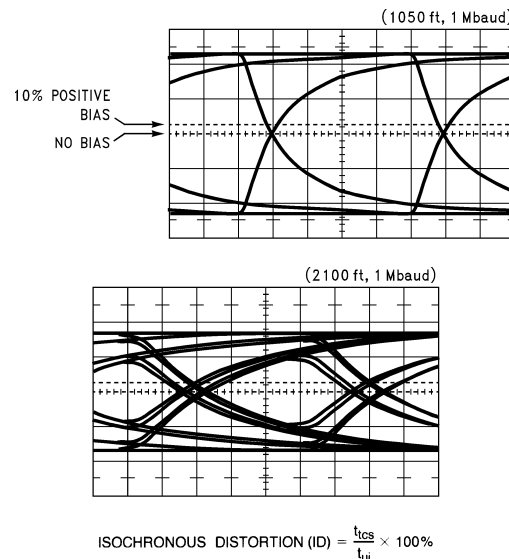 (1050 ft, 1 Mbaud)
10% POSITIVE
BIAS
NO BIAS
(2100 ft, 1 Mbaud)
ISOCHRONOUS DISTORTION (ID) = t_tcs / t_ui × 100%